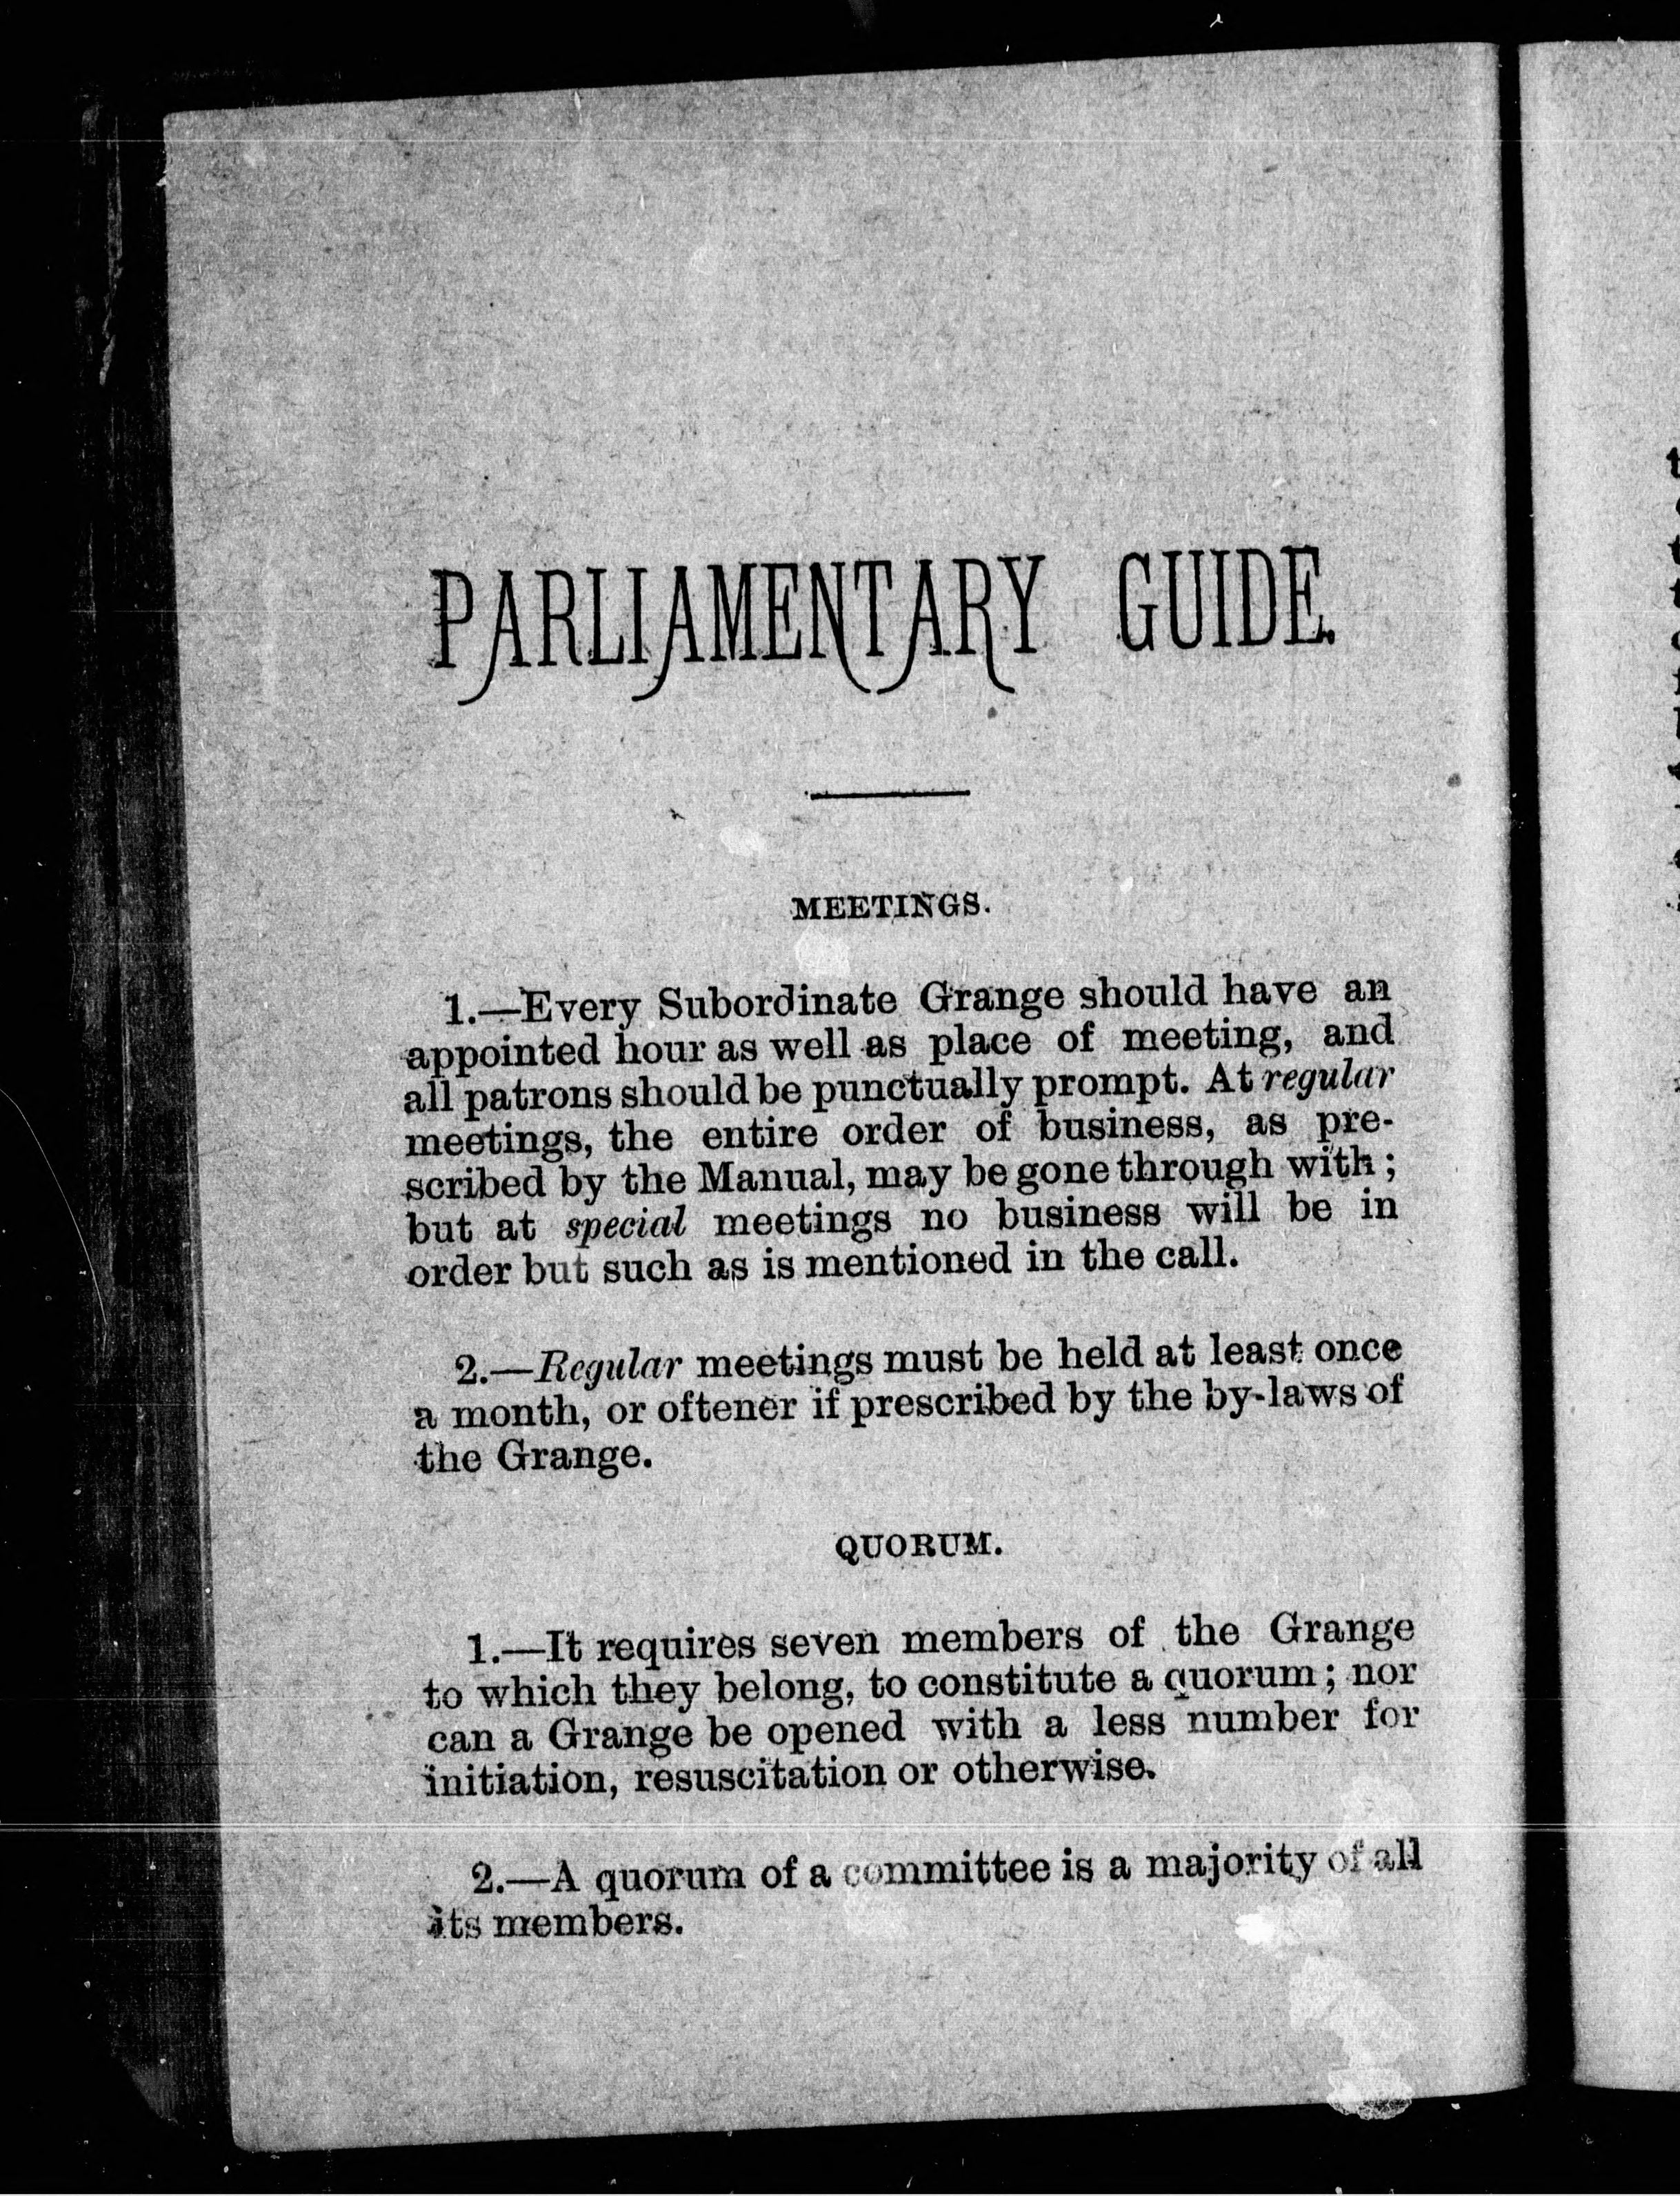 PARLIAMENTARY GUIDE.
MEETINGS.
1.—Every Subordinate Grange should have an
appointed hour as well as place of meeting, and
all patrons should be punctually prompt. At regular
meetings, the entire order of business, as pre-
scribed by the Manual, may be gone through with;
but at special meetings no business will be in
order but such as is mentioned in the call.
2.—Regular meetings must be held at least once
a month, or oftener if prescribed by the by-laws of
the Grange.
QUORUM.
1.—It requires seven members of the Grange
to which they belong, to constitute a quorum; nor
can a Grange be opened with a less number for
initiation, resuscitation or otherwise.
2.—A quorum of a committee is a majority of all
its members.